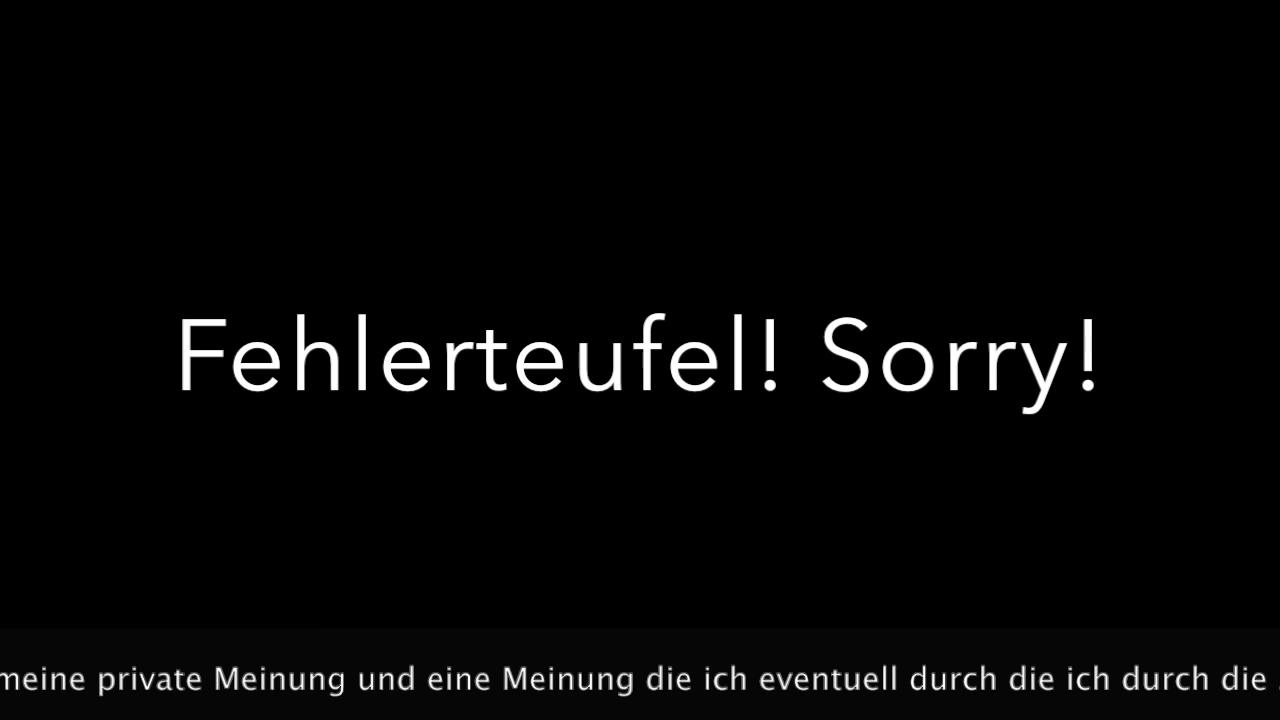 Fehlerteufel! Sorry!
meine private Meinung und eine Meinung die ich eventuell durch die ich durch die